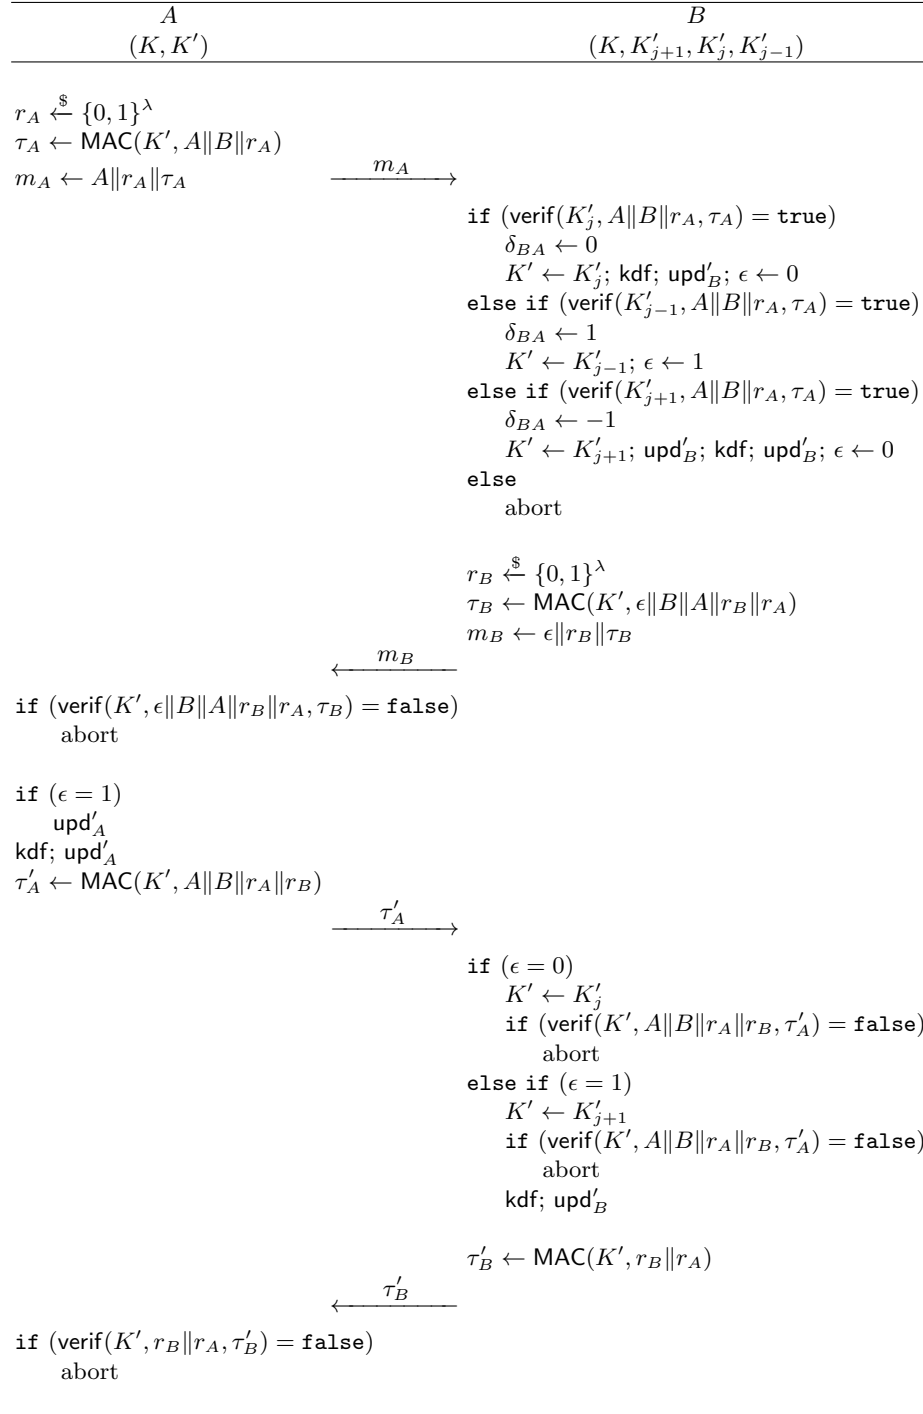 A B
(K, K′) (K, K′ⱼ₊₁, K′ⱼ, K′ⱼ₋₁)
r_A ←$ {0, 1}^λ
τ_A ← MAC(K′, A∥B∥r_A)
m_A ← A∥r_A∥τ_A m_A
if (verif(K′_j, A∥B∥r_A, τ_A) = true)
δ_BA ← 0
K′ ← K′_j; kdf; upd′_B; ϵ ← 0
else if (verif(K′_{j−1}, A∥B∥r_A, τ_A) = true)
δ_BA ← 1
K′ ← K′_{j−1}; ϵ ← 1
else if (verif(K′_{j+1}, A∥B∥r_A, τ_A) = true)
δ_BA ← −1
K′ ← K′_{j+1}; upd′_B; kdf; upd′_B; ϵ ← 0
else
abort
r_B ←$ {0, 1}^λ
τ_B ← MAC(K′, ϵ∥B∥A∥r_B∥r_A)
m_B ← ϵ∥r_B∥τ_B
m_B
if (verif(K′, ϵ∥B∥A∥r_B∥r_A, τ_B) = false)
abort
if (ϵ = 1)
upd′_A
kdf; upd′_A
τ′_A ← MAC(K′, A∥B∥r_A∥r_B)
τ′_A
if (ϵ = 0)
K′ ← K′_j
if (verif(K′, A∥B∥r_A∥r_B, τ′_A) = false)
abort
else if (ϵ = 1)
K′ ← K′_{j+1}
if (verif(K′, A∥B∥r_A∥r_B, τ′_A) = false)
abort
kdf; upd′_B
τ′_B ← MAC(K′, r_B∥r_A)
τ′_B
if (verif(K′, r_B∥r_A, τ′_B) = false)
abort